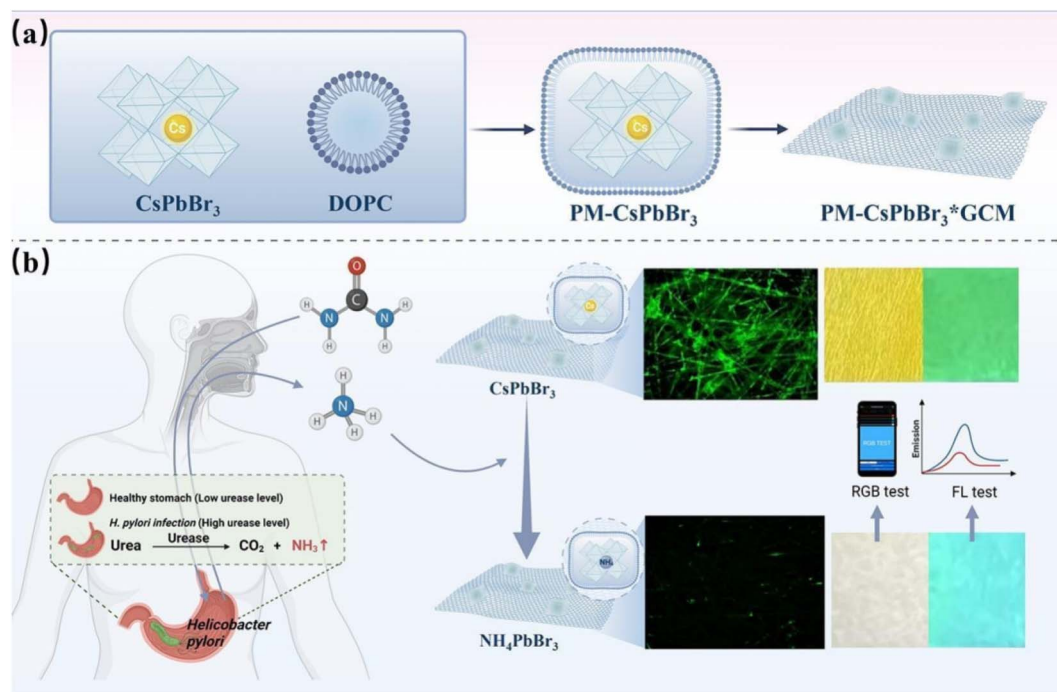 (a)
Cs
CsPbBr₃
DOPC
Cs
PM-CsPbBr₃
PM-CsPbBr₃*GCM
(b)
O
C
H
N
N
H
H
H
H
N
H
H
H
Cs
CsPbBr₃
Healthy stomach (Low urease level)
H. pylori infection (High urease level)
Urea
Urease
CO₂ + NH₃↑
Helicobacter
pylori
NH₄
NH₄PbBr₃
RGB TEST
RGB test
Emission
FL test